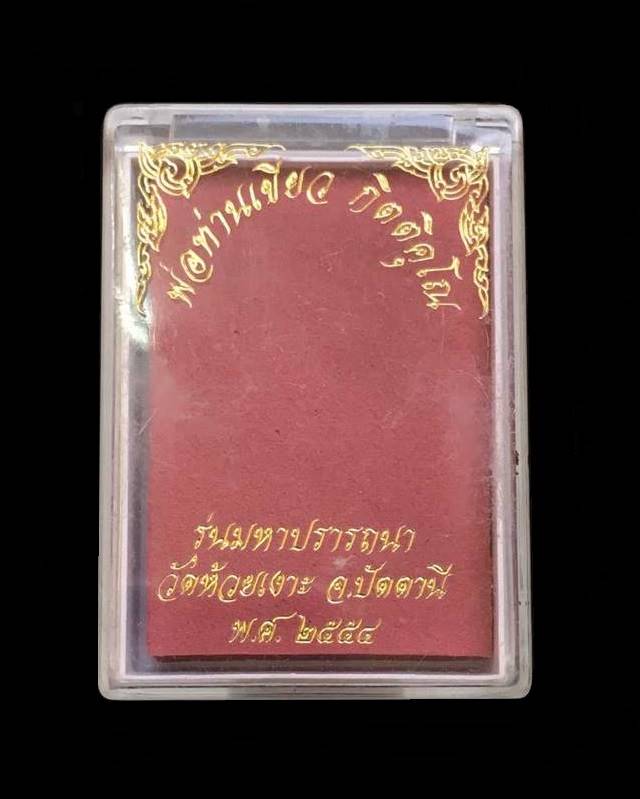 พ่อท่านเขียว กิตติคุโณ
รุ่นมหาปรารถนา
วัดห้วยเงาะ จ.ปัตตานี
พ.ศ. ๒๕๕๔